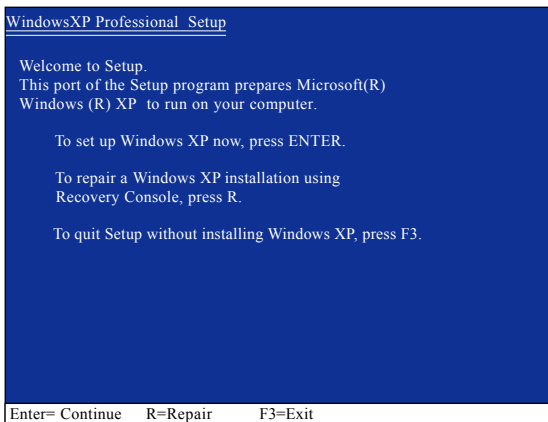 WindowsXP Professional Setup
Welcome to Setup.
This port of the Setup program prepares Microsoft(R)
Windows (R) XP to run on your computer.
To set up Windows XP now, press ENTER.
To repair a Windows XP installation using
Recovery Console, press R.
To quit Setup without installing Windows XP, press F3.
Enter= Continue R=Repair F3=Exit